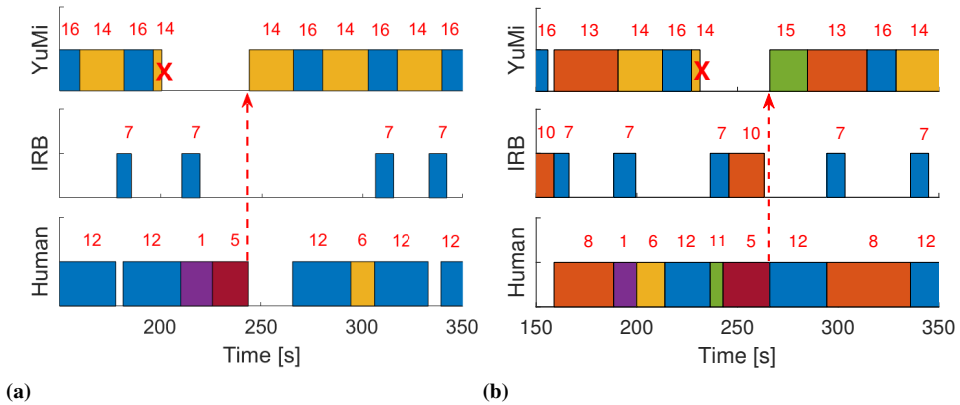 16 14 16 14 14 16 14 16 14 16
YuMi
X
7 7 7 7
IRB
12 12 1 5 12 6 12 12
Human
200 250 300 350
Time [s]
(a)
16 13 14 16 14 15 13 16 14
YuMi
X
10 7 7 7 10 7 7
IRB
8 1 6 12 11 5 12 8 12
Human
150 200 250 300 350
Time [s]
(b)